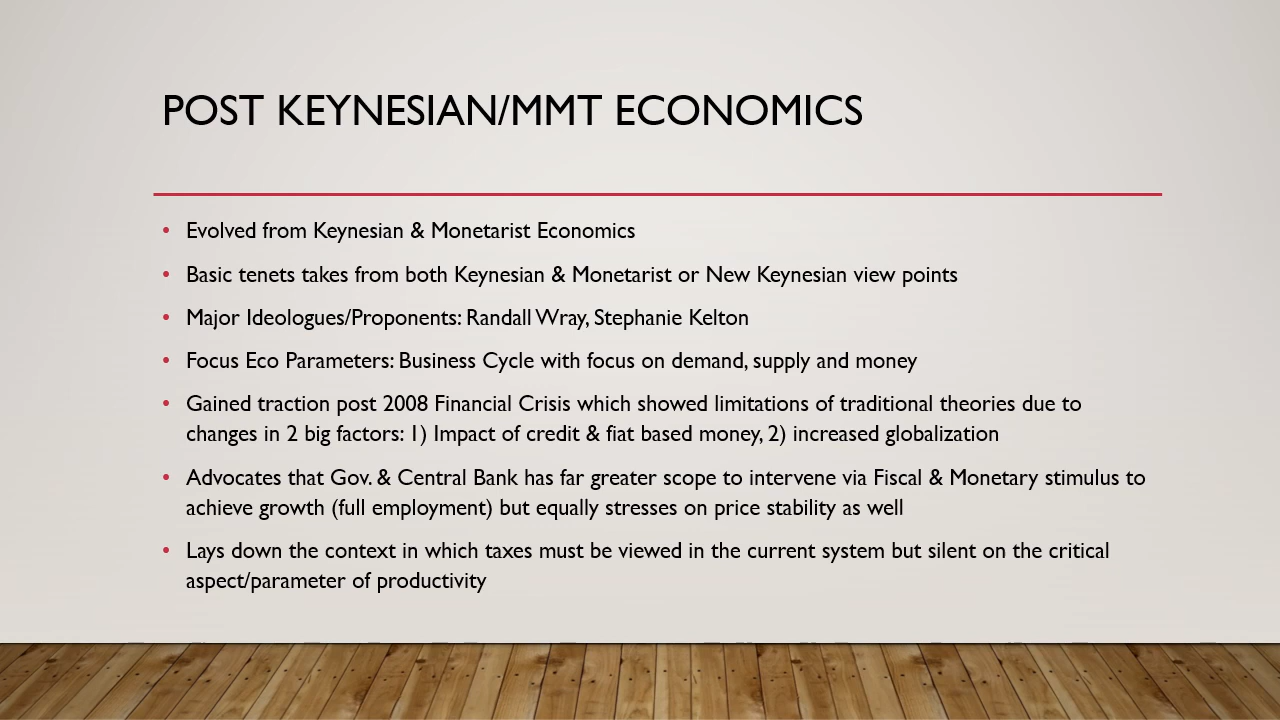 POST KEYNESIAN/MMT ECONOMICS
• Evolved from Keynesian & Monetarist Economics
• Basic tenets takes from both Keynesian & Monetarist or New Keynesian view points
• Major Ideologues/Proponents: Randall Wray, Stephanie Kelton
• Focus Eco Parameters: Business Cycle with focus on demand, supply and money
• Gained traction post 2008 Financial Crisis which showed limitations of traditional theories due to
changes in 2 big factors: 1) Impact of credit & fiat based money, 2) increased globalization
• Advocates that Gov. & Central Bank has far greater scope to intervene via Fiscal & Monetary stimulus to
achieve growth (full employment) but equally stresses on price stability as well
• Lays down the context in which taxes must be viewed in the current system but silent on the critical
aspect/parameter of productivity